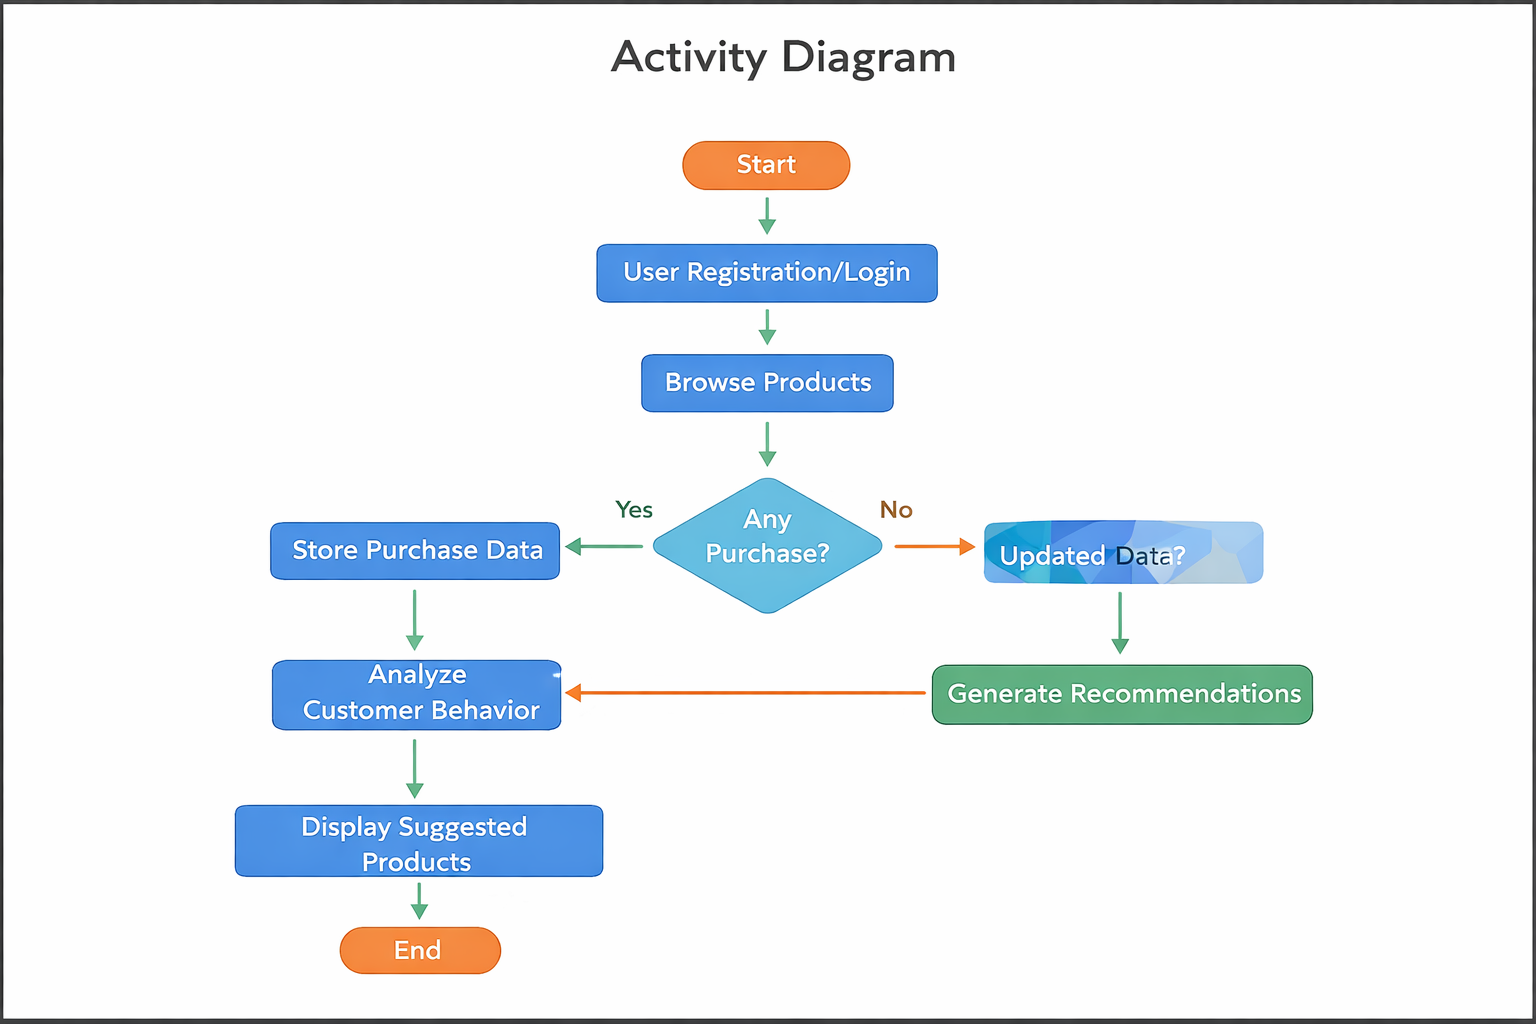 Activity Diagram
Start
User Registration/Login
Browse Products
Yes
Any
Purchase?
No
Store Purchase Data
Updated Data?
Analyze
Customer Behavior
Generate Recommendations
Display Suggested
Products
End